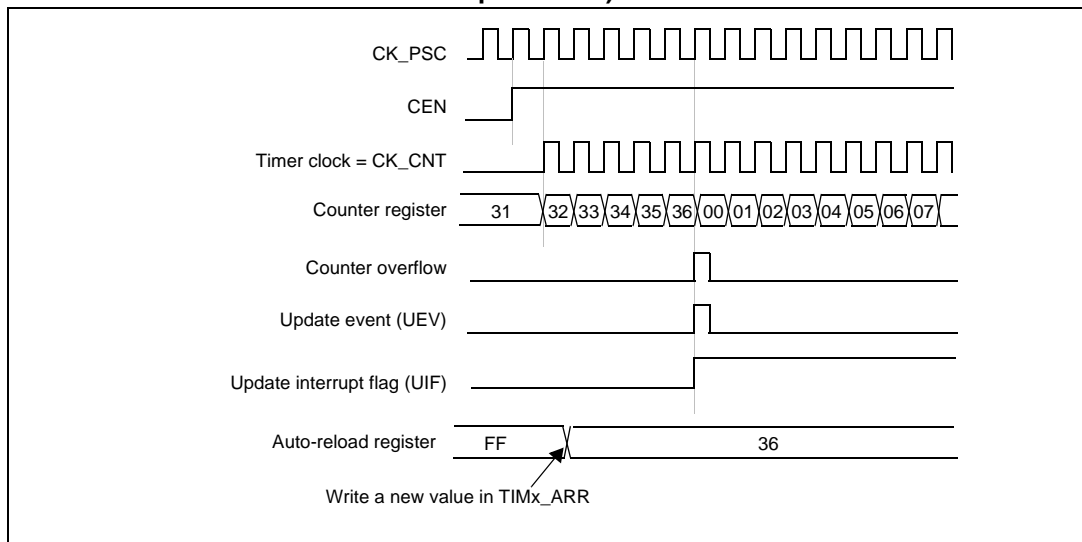 CK_PSC
CEN
Timer clock = CK_CNT
Counter register 31 32 33 34 35 36 00 01 02 03 04 05 06 07
Counter overflow
Update event (UEV)
Update interrupt flag (UIF)
Auto-reload register FF 36
Write a new value in TIMx_ARR